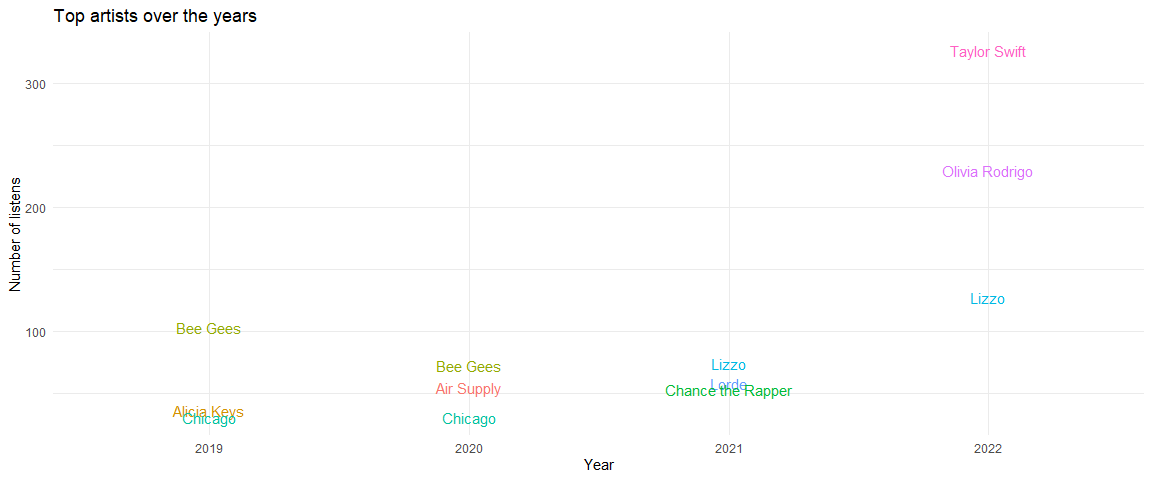 Top artists over the years
Number of listens
300
200
100
Taylor Swift
Olivia Rodrigo
Lizzo
Bee Gees
Bee Gees
Lizzo
Air Supply
Lorde
Chance the Rapper
Alicia Keys
Chicago
Chicago
2019 2020 2021 2022
Year